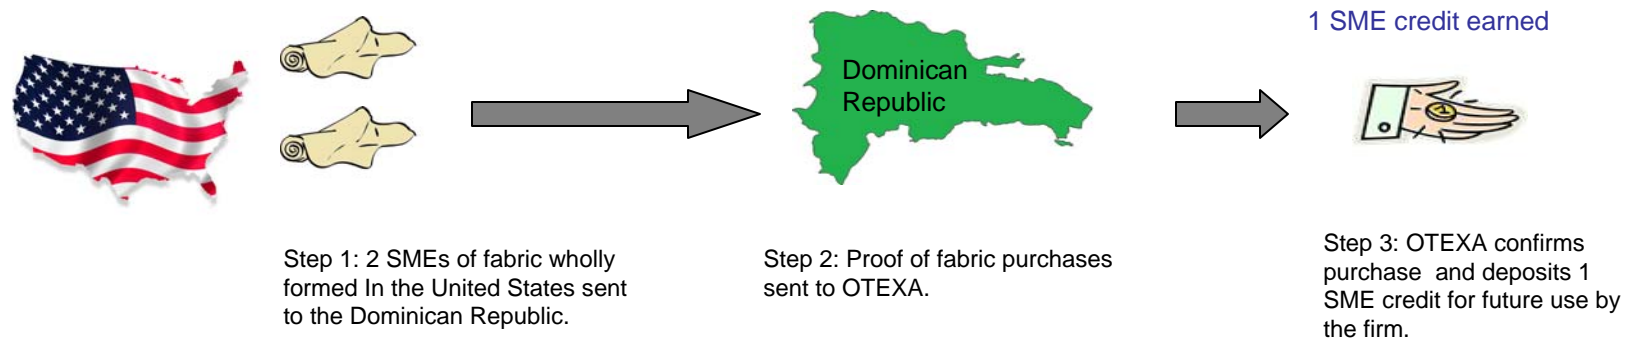 1 SME credit earned
Dominican
Republic
Step 1: 2 SMEs of fabric wholly
formed In the United States sent
to the Dominican Republic.
Step 2: Proof of fabric purchases
sent to OTEXA.
Step 3: OTEXA confirms
purchase  and deposits 1
SME credit for future use by
the firm.